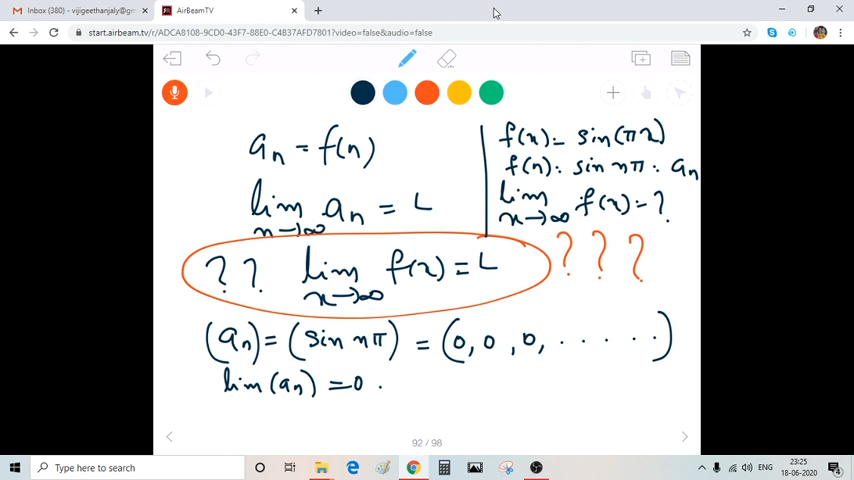 Inbox (380) - vijigeethanjaly@gm
AirBeamTV
start.airbeam.tv/r/ADCA8108-9CD0-43F7-88E0-C4B37AFD7801?video=false&audio=false
aₙ = f(n)
lim aₙ = L
n→∞
?? lim f(x) = L
x→∞
f(x) = sin(πx)
f(n) = sin nπ = aₙ
lim f(x) = ?
x→∞
? ? ?
(aₙ) = (sin nπ) = (0, 0, 0, . . . . . .)
lim (aₙ) = 0 .
92 / 98
Type here to search
ENG
23:25
18-06-2020
4